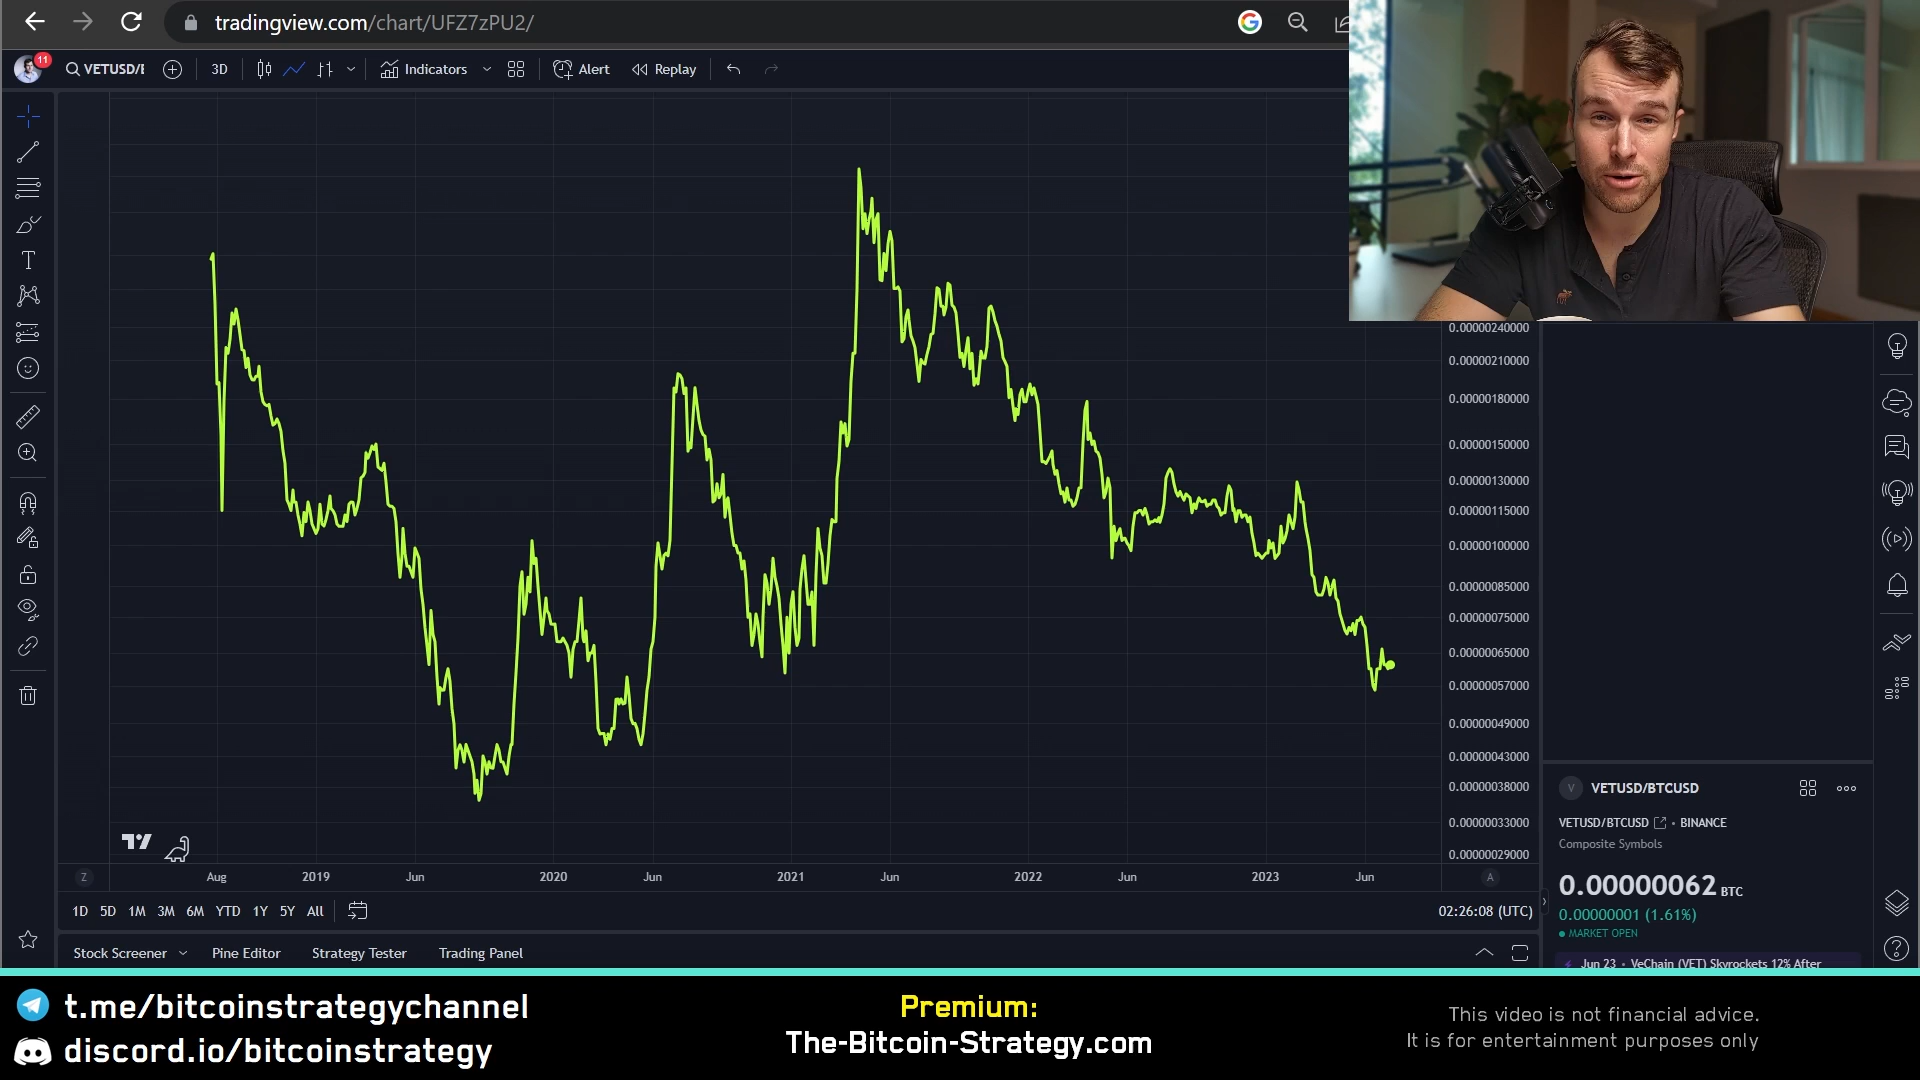 tradingview.com/chart/UFZ7zPU2/
11
VETUSD/E
3D
Indicators
Alert
Replay
0.00000240000
0.00000210000
0.00000180000
0.00000150000
0.00000130000
0.00000115000
0.00000100000
0.00000085000
0.00000075000
0.00000065000
0.00000057000
0.00000049000
0.00000043000
0.00000038000
0.00000033000
0.00000029000
V VETUSD/BTCUSD
VETUSD/BTCUSD • BINANCE
Composite Symbols
0.00000062 BTC
0.00000001 (1.61%)
MARKET OPEN
Jun 23 • VeChain (VET) Skyrockets 12% After
Z Aug 2019 Jun 2020 Jun 2021 Jun 2022 Jun 2023 Jun A
1D 5D 1M 3M 6M YTD 1Y 5Y All
02:26:08 (UTC)
Stock Screener Pine Editor Strategy Tester Trading Panel
t.me/bitcoinstrategychannel
discord.io/bitcoinstrategy
Premium:
The-Bitcoin-Strategy.com
This video is not financial advice.
It is for entertainment purposes only